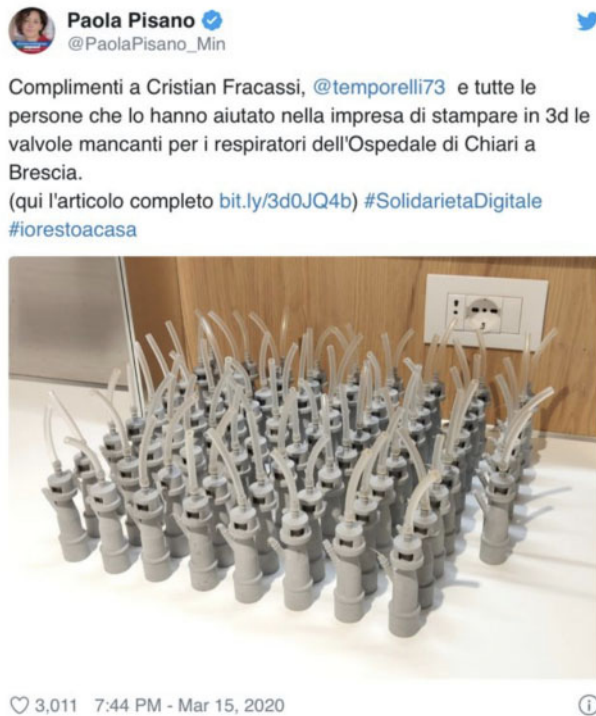 Paola Pisano
@PaolaPisano_Min
Complimenti a Cristian Fracassi, @temporelli73 e tutte le
persone che lo hanno aiutato nella impresa di stampare in 3d le
valvole mancanti per i respiratori dell'Ospedale di Chiari a
Brescia.
(qui l'articolo completo bit.ly/3d0JQ4b) #SolidarietaDigitale
#iorestoacasa
3,011 7:44 PM - Mar 15, 2020